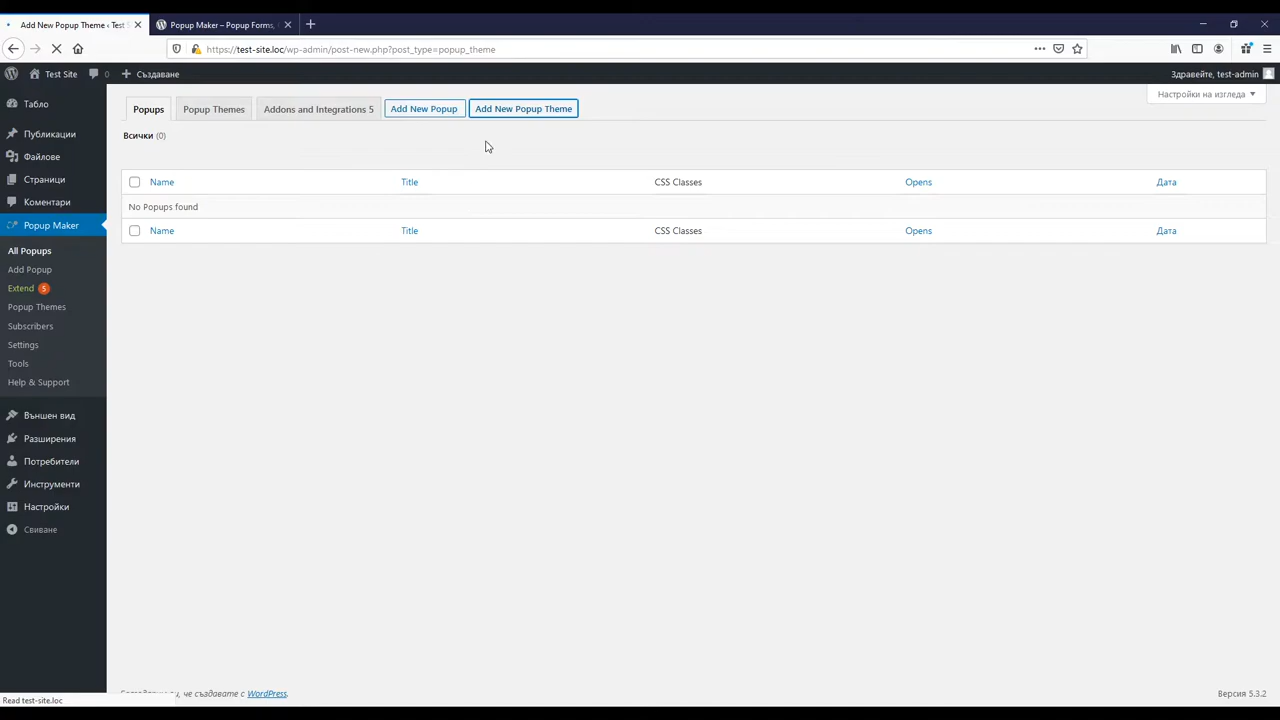 Add New Popup Theme ‹ Test S
Popup Maker – Popup Forms,
https://test-site.loc/wp-admin/post-new.php?post_type=popup_theme
Test Site
0
Създаване
Здравейте, test-admin
Табло
Публикации
Файлове
Страници
Коментари
Popup Maker
All Popups
Add Popup
Extend 5
Popup Themes
Subscribers
Settings
Tools
Help & Support
Външен вид
Разширения
Потребители
Инструменти
Настройки
Свиване
Настройки на изгледа
Popups
Popup Themes
Addons and Integrations 5
Add New Popup
Add New Popup Theme
Всички (0)
Name Title CSS Classes Opens Дата
No Popups found
Name Title CSS Classes Opens Дата
че създавате с WordPress.
Версия 5.3.2
Read test-site.loc